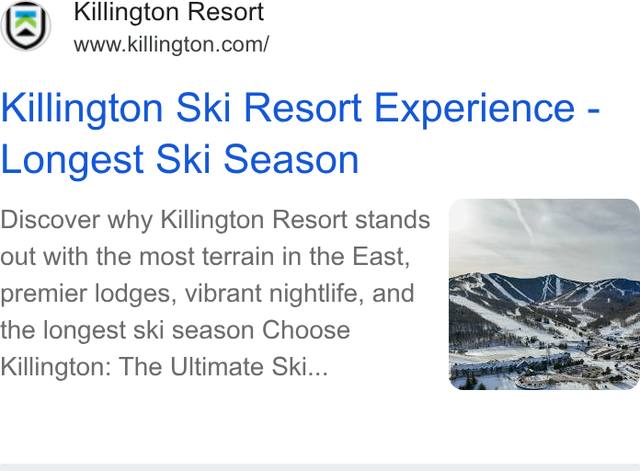 Killington Resort
www.killington.com/
Killington Ski Resort Experience -
Longest Ski Season
Discover why Killington Resort stands
out with the most terrain in the East,
premier lodges, vibrant nightlife, and
the longest ski season Choose
Killington: The Ultimate Ski...